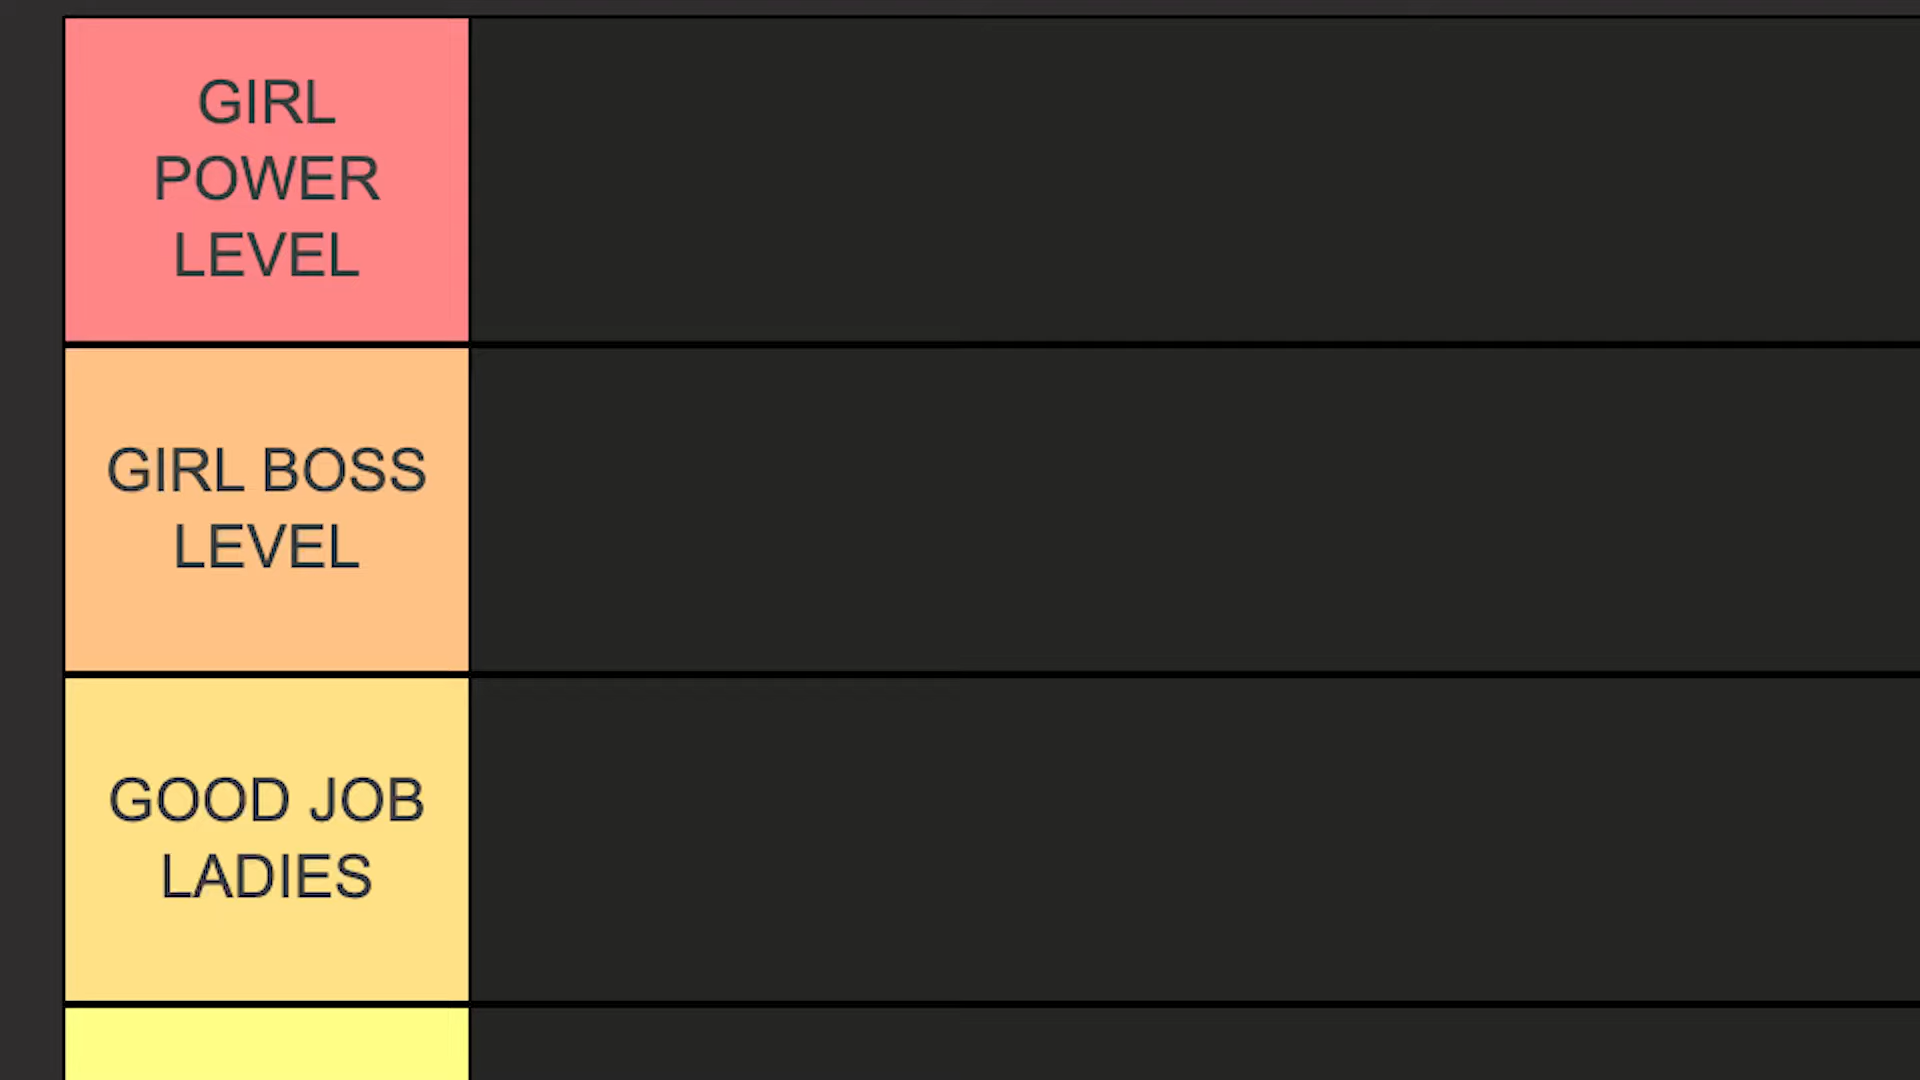 GIRL
POWER
LEVEL
GIRL BOSS
LEVEL
GOOD JOB
LADIES